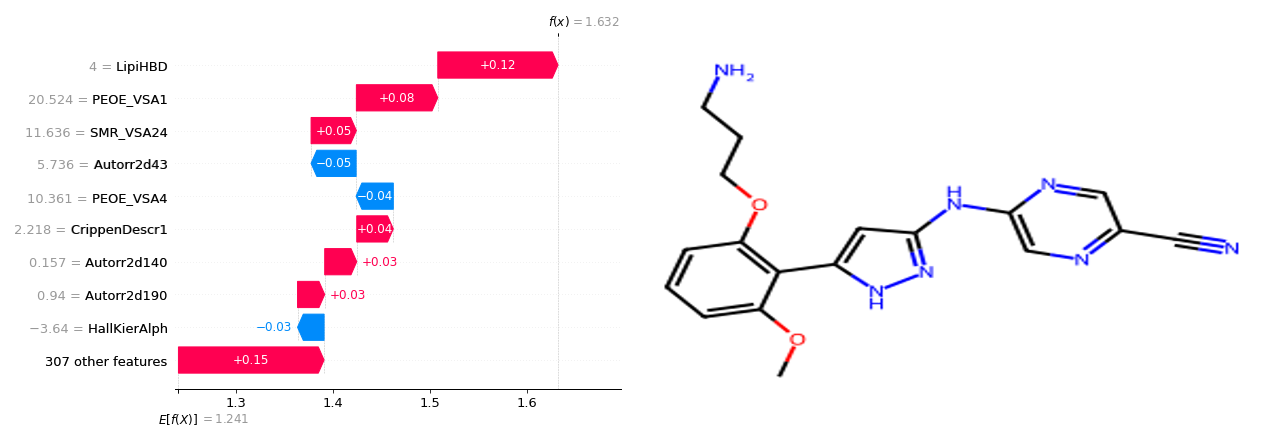 f(x) = 1.632
4 = LipiHBD
+0.12
20.524 = PEOE_VSA1
+0.08
11.636 = SMR_VSA24
+0.05
5.736 = Autorr2d43
−0.05
10.361 = PEOE_VSA4
−0.04
2.218 = CrippenDescr1
+0.04
0.157 = Autorr2d140
+0.03
0.94 = Autorr2d190
+0.03
−3.64 = HallKierAlph
−0.03
307 other features
+0.15
1.3 1.4 1.5 1.6
E[f(X)] = 1.241
NH2
O
H
N
N
N
N
N
N
H
O